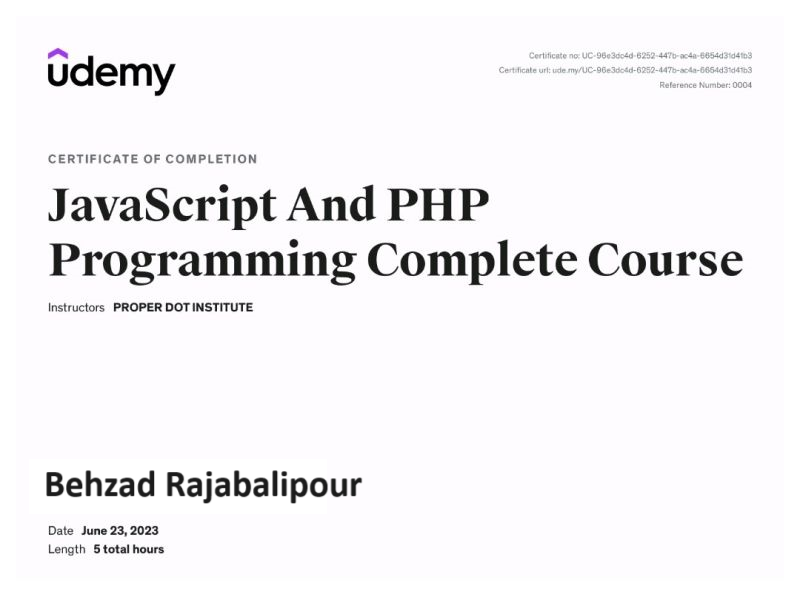 udemy
Certificate no: UC-96e3dc4d-6252-447b-ac4a-6654d31d41b3
Certificate url: ude.my/UC-96e3dc4d-6252-447b-ac4a-6654d31d41b3
Reference Number: 0004
CERTIFICATE OF COMPLETION
JavaScript And PHP
Programming Complete Course
Instructors PROPER DOT INSTITUTE
Behzad Rajabalipour
Date June 23, 2023
Length 5 total hours